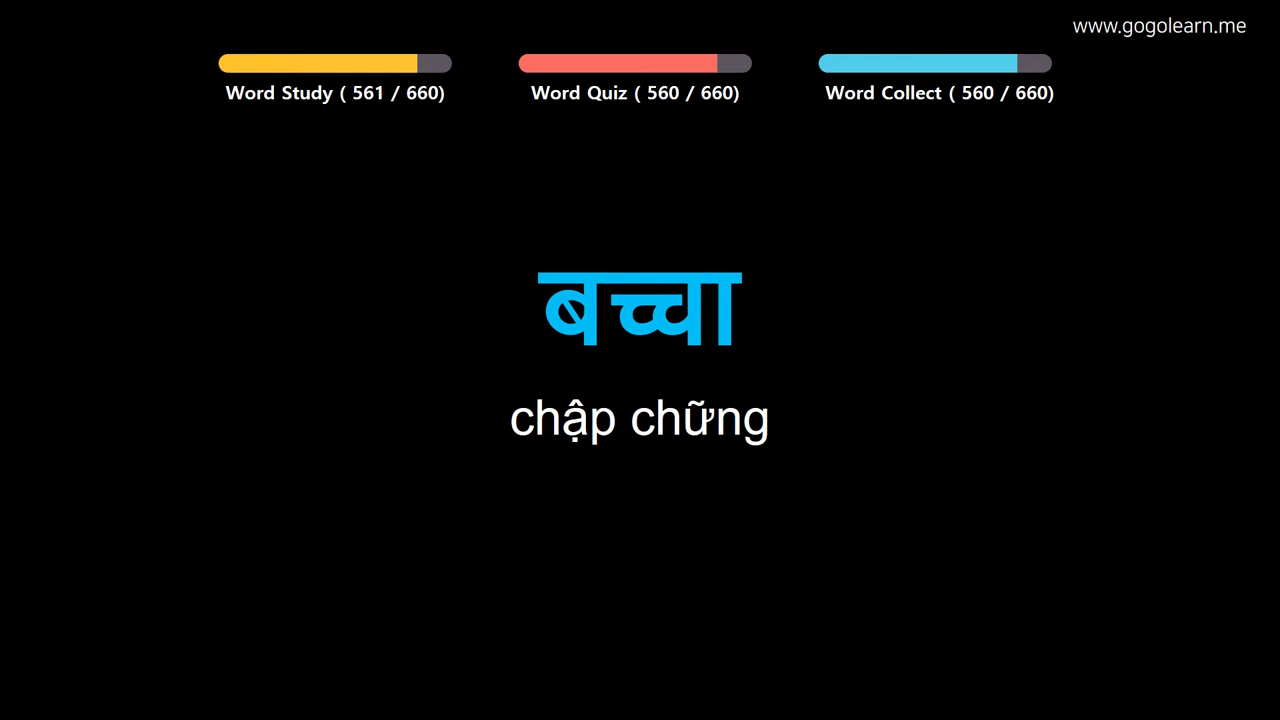 www.gogolearn.me
Word Study ( 561 / 660)
Word Quiz ( 560 / 660)
Word Collect ( 560 / 660)
बच्चा
chập chững